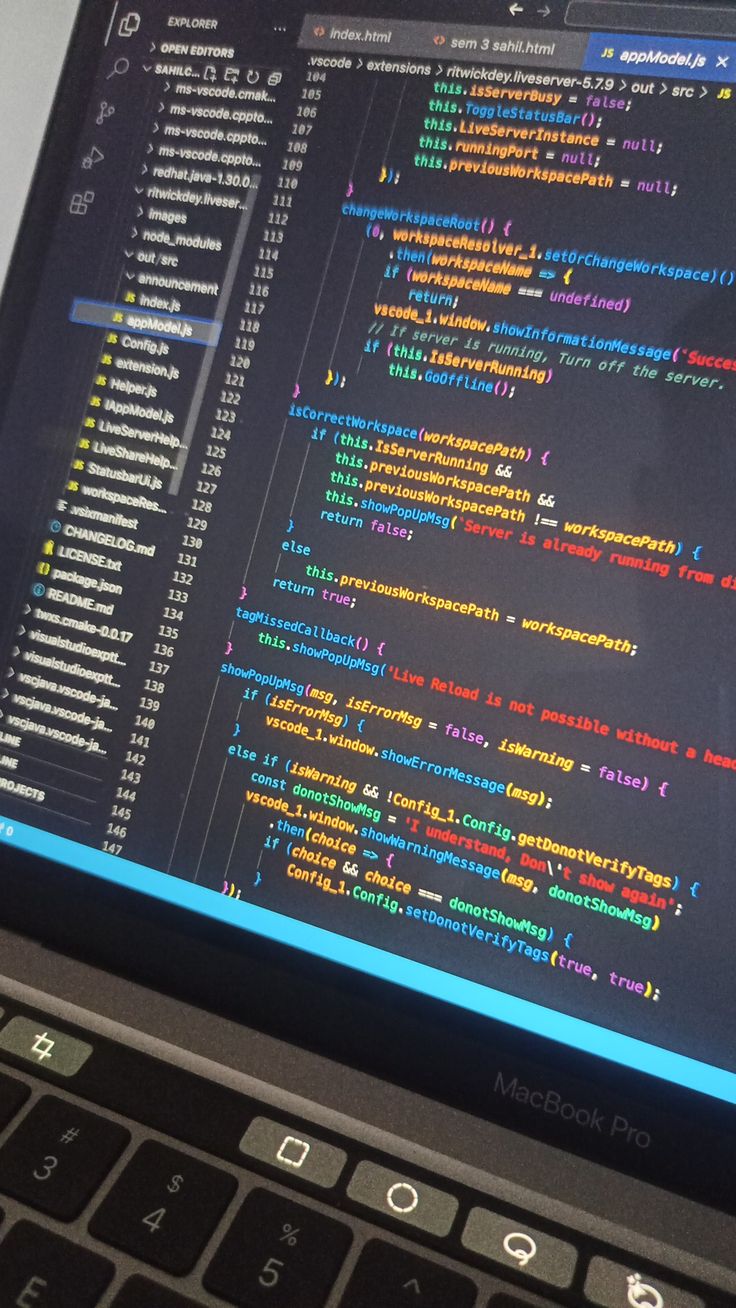 EXPLORER
...
index.html
sem 3 sahil.html
JS appModel.js
OPEN EDITORS
.vscode > extensions > ritwickdey.liveserver-5.7.9 > out > src > JS
SAHILC...
ms-vscode.cmak...
ms-vscode.cppto...
ms-vscode.cppto...
ms-vscode.cppto...
redhat.java-1.30.0...
ritwickdey.liveser...
images
node_modules
out/src
announcement
JS index.js
JS appModel.js
JS Config.js
JS extension.js
JS Helper.js
JS IAppModel.js
JS LiveServerHelp...
JS LiveShareHelp...
JS StatusbarUi.js
JS workspaceRes...
.vsixmanifest
CHANGELOG.md
LICENSE.txt
{} package.json
README.md
twxs.cmake-0.0.17
visualstudioexptt...
visualstudioexptt...
vscjava.vscode-ja...
vscjava.vscode-ja...
vscjava.vscode-ja...
LINE
LINE
PROJECTS
0
104
105
106
107
108
109
110
111
112
113
114
115
116
117
118
119
120
121
122
123
124
125
126
127
128
129
130
131
132
133
134
135
136
137
138
139
140
141
142
143
144
145
146
147
this.isServerBusy = false;
this.ToggleStatusBar();
this.LiveServerInstance = null;
this.runningPort = null;
this.previousWorkspacePath = null;
});
}
changeWorkspaceRoot() {
(0, workspaceResolver_1.setOrChangeWorkspace)()
.then(workspaceName => {
if (workspaceName === undefined)
return;
vscode_1.window.showInformationMessage(`Succes
// If server is running, Turn off the server.
if (this.IsServerRunning)
this.GoOffline();
});
}
isCorrectWorkspace(workspacePath) {
if (this.IsServerRunning &&
this.previousWorkspacePath &&
this.previousWorkspacePath !== workspacePath) {
this.showPopUpMsg(`Server is already running from di
return false;
}
else
this.previousWorkspacePath = workspacePath;
return true;
}
tagMissedCallback() {
this.showPopUpMsg('Live Reload is not possible without a head
}
showPopUpMsg(msg, isErrorMsg = false, isWarning = false) {
if (isErrorMsg) {
vscode_1.window.showErrorMessage(msg);
}
else if (isWarning && !Config_1.Config.getDonotVerifyTags) {
const donotShowMsg = 'I understand, Don\'t show again';
vscode_1.window.showWarningMessage(msg, donotShowMsg)
.then(choice => {
if (choice && choice === donotShowMsg) {
Config_1.Config.setDonotVerifyTags(true, true);
}
});
MacBook Pro
#
3
$
4
%
5
^
E